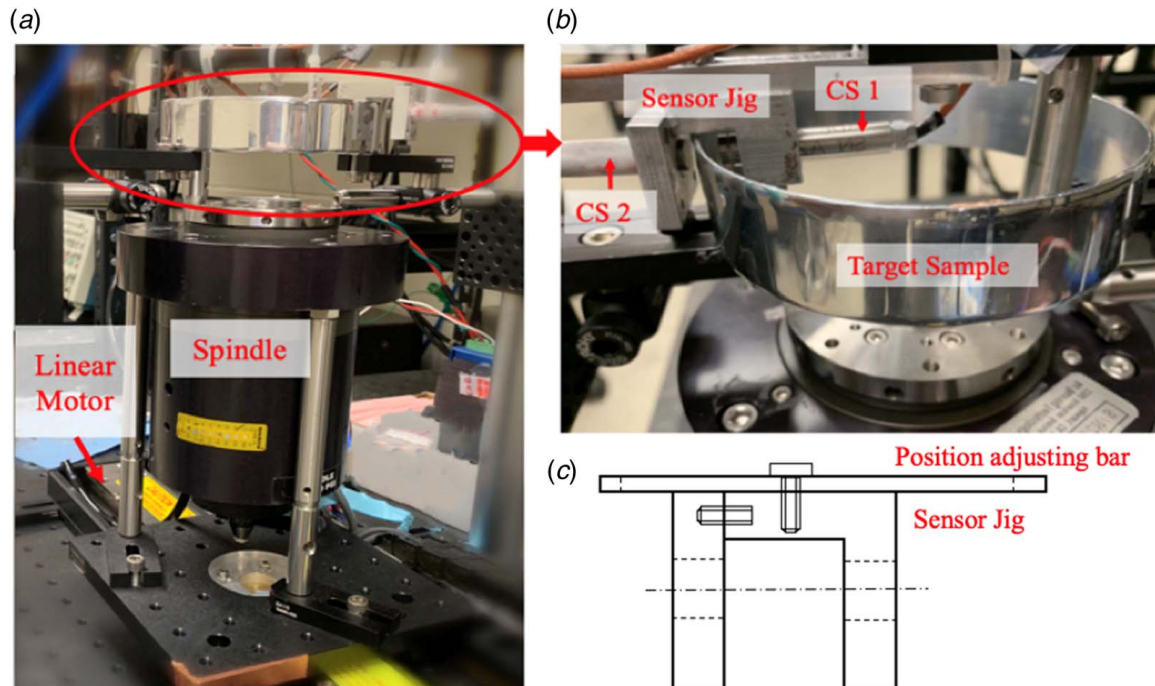 (a)
Spindle
Linear
Motor
(b)
Sensor Jig
CS 1
CS 2
Target Sample
(c)
Position adjusting bar
Sensor Jig